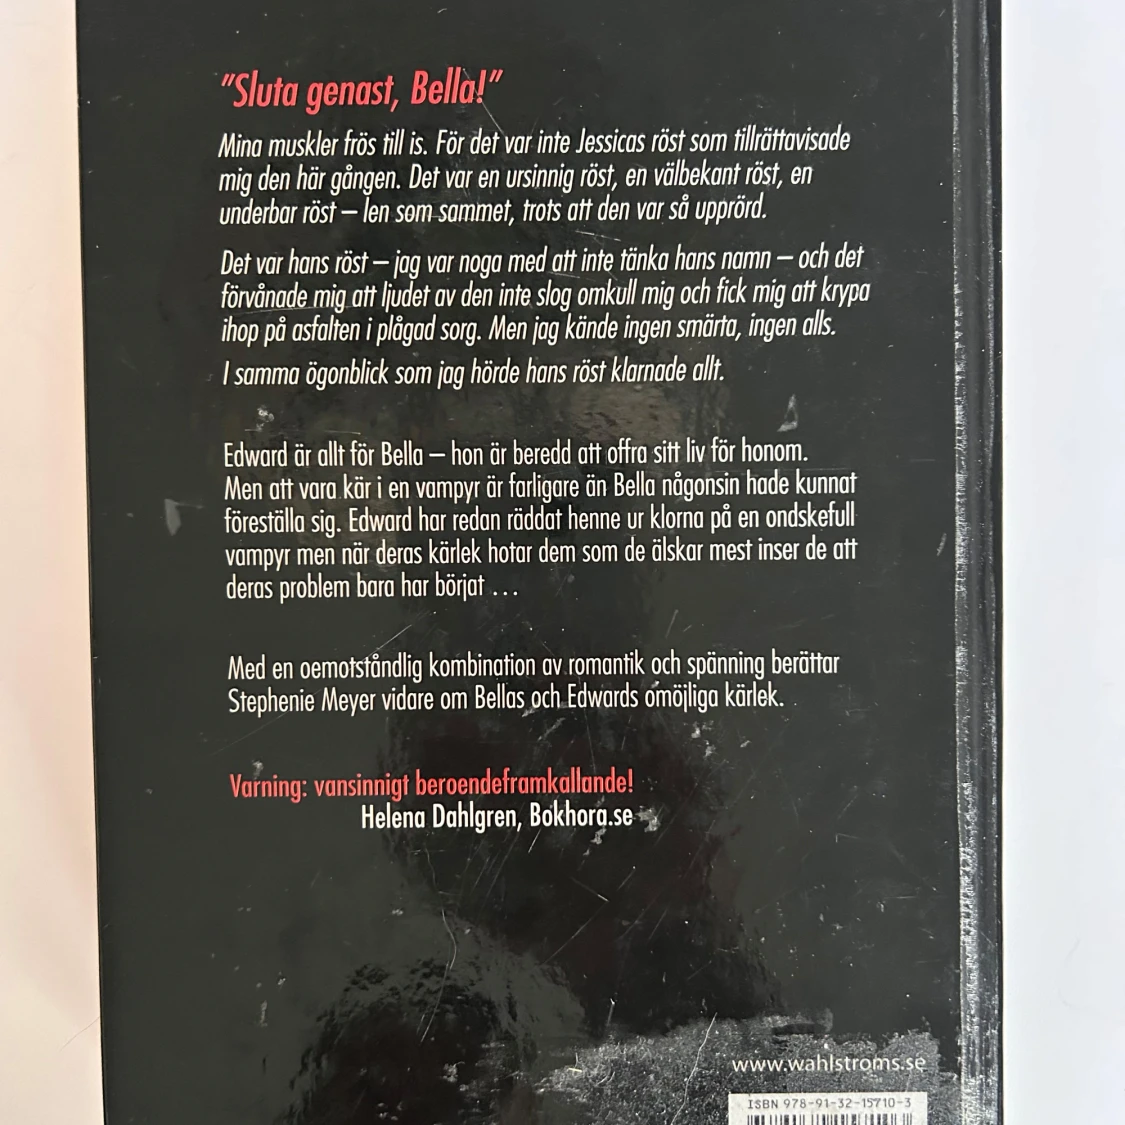 ”Sluta genast, Bella!”
Mina muskler frös till is. För det var inte Jessicas röst som tillrättavisade
mig den här gången. Det var en ursinnig röst, en välbekant röst, en
underbar röst – len som sammet, trots att den var så upprörd.
Det var hans röst – jag var noga med att inte tänka hans namn – och det
förvånade mig att ljudet av den inte slog omkull mig och fick mig att krypa
ihop på asfalten i plågad sorg. Men jag kände ingen smärta, ingen alls.
I samma ögonblick som jag hörde hans röst klarnade allt.
Edward är allt för Bella – hon är beredd att offra sitt liv för honom.
Men att vara kär i en vampyr är farligare än Bella någonsin hade kunnat
föreställa sig. Edward har redan räddat henne ur klorna på en ondskefull
vampyr men när deras kärlek hotar dem som de älskar mest inser de att
deras problem bara har börjat ...
Med en oemotståndlig kombination av romantik och spänning berättar
Stephenie Meyer vidare om Bellas och Edwards omöjliga kärlek.
Varning: vansinnigt beroendeframkallande!
Helena Dahlgren, Bokhora.se
www.wahlstroms.se
ISBN 978-91-32-15710-3